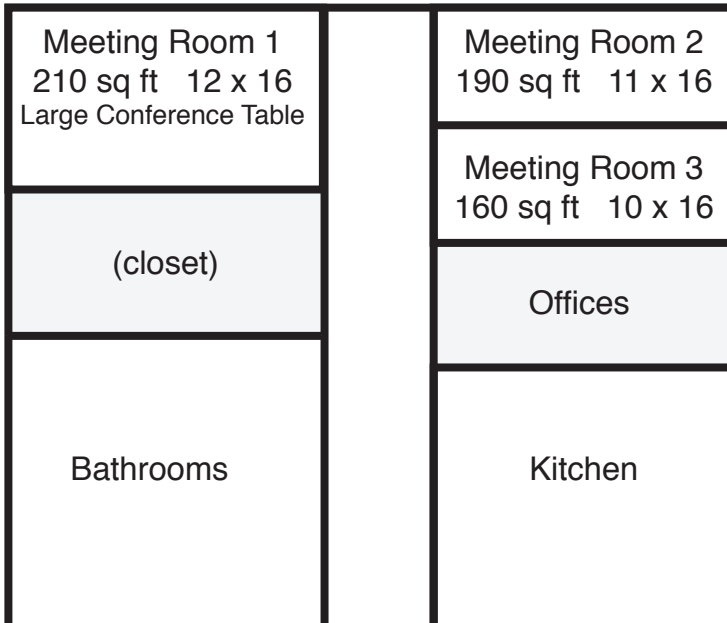 Meeting Room 1
210 sq ft 12 x 16
Large Conference Table
Meeting Room 2
190 sq ft 11 x 16
Meeting Room 3
160 sq ft 10 x 16
(closet)
Offices
Bathrooms
Kitchen